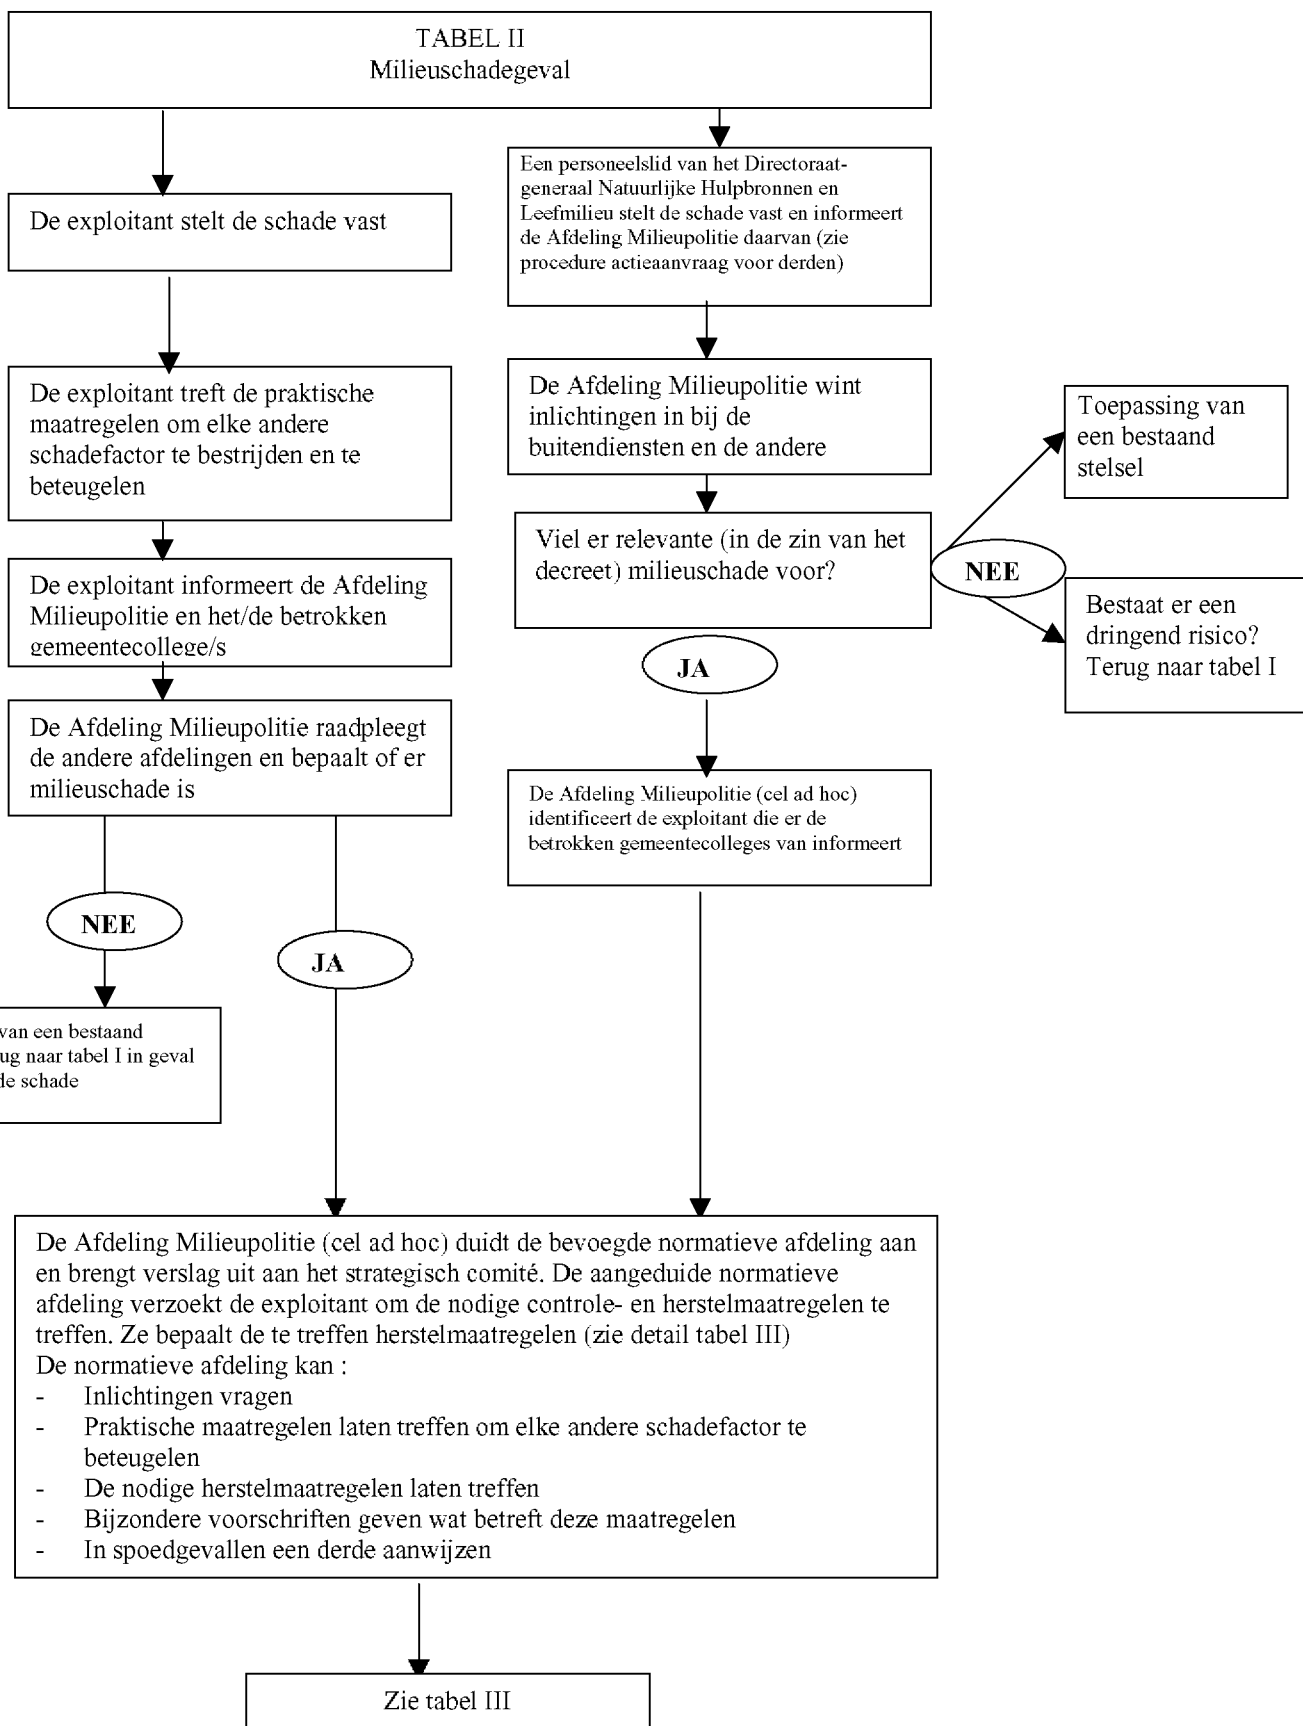 TABEL II
Milieuschadegeval
De exploitant stelt de schade vast
De exploitant treft de praktische
maatregelen om elke andere
schadefactor te bestrijden en te
beteugelen
De exploitant informeert de Afdeling
Milieupolitie en het/de betrokken
gemeentecollege/s
De Afdeling Milieupolitie raadpleegt
de andere afdelingen en bepaalt of er
milieuschade is
NEE
JA
van een bestaand
ug naar tabel I in geval
de schade
Een personeelslid van het Directoraat-
generaal Natuurlijke Hulpbronnen en
Leefmilieu stelt de schade vast en informeert
de Afdeling Milieupolitie daarvan (zie
procedure actieaanvraag voor derden)
De Afdeling Milieupolitie wint
inlichtingen in bij de
buitendiensten en de andere
Viel er relevante (in de zin van het
decreet) milieuschade voor?
NEE
Toepassing van
een bestaand
stelsel
Bestaat er een
dringend risico?
Terug naar tabel I
JA
De Afdeling Milieupolitie (cel ad hoc)
identificeert de exploitant die er de
betrokken gemeentecolleges van informeert
De Afdeling Milieupolitie (cel ad hoc) duidt de bevoegde normatieve afdeling aan
en brengt verslag uit aan het strategisch comité. De aangeduide normatieve
afdeling verzoekt de exploitant om de nodige controle- en herstelmaatregelen te
treffen. Ze bepaalt de te treffen herstelmaatregelen (zie detail tabel III)
De normatieve afdeling kan :
- Inlichtingen vragen
- Praktische maatregelen laten treffen om elke andere schadefactor te
beteugelen
- De nodige herstelmaatregelen laten treffen
- Bijzondere voorschriften geven wat betreft deze maatregelen
- In spoedgevallen een derde aanwijzen
Zie tabel III